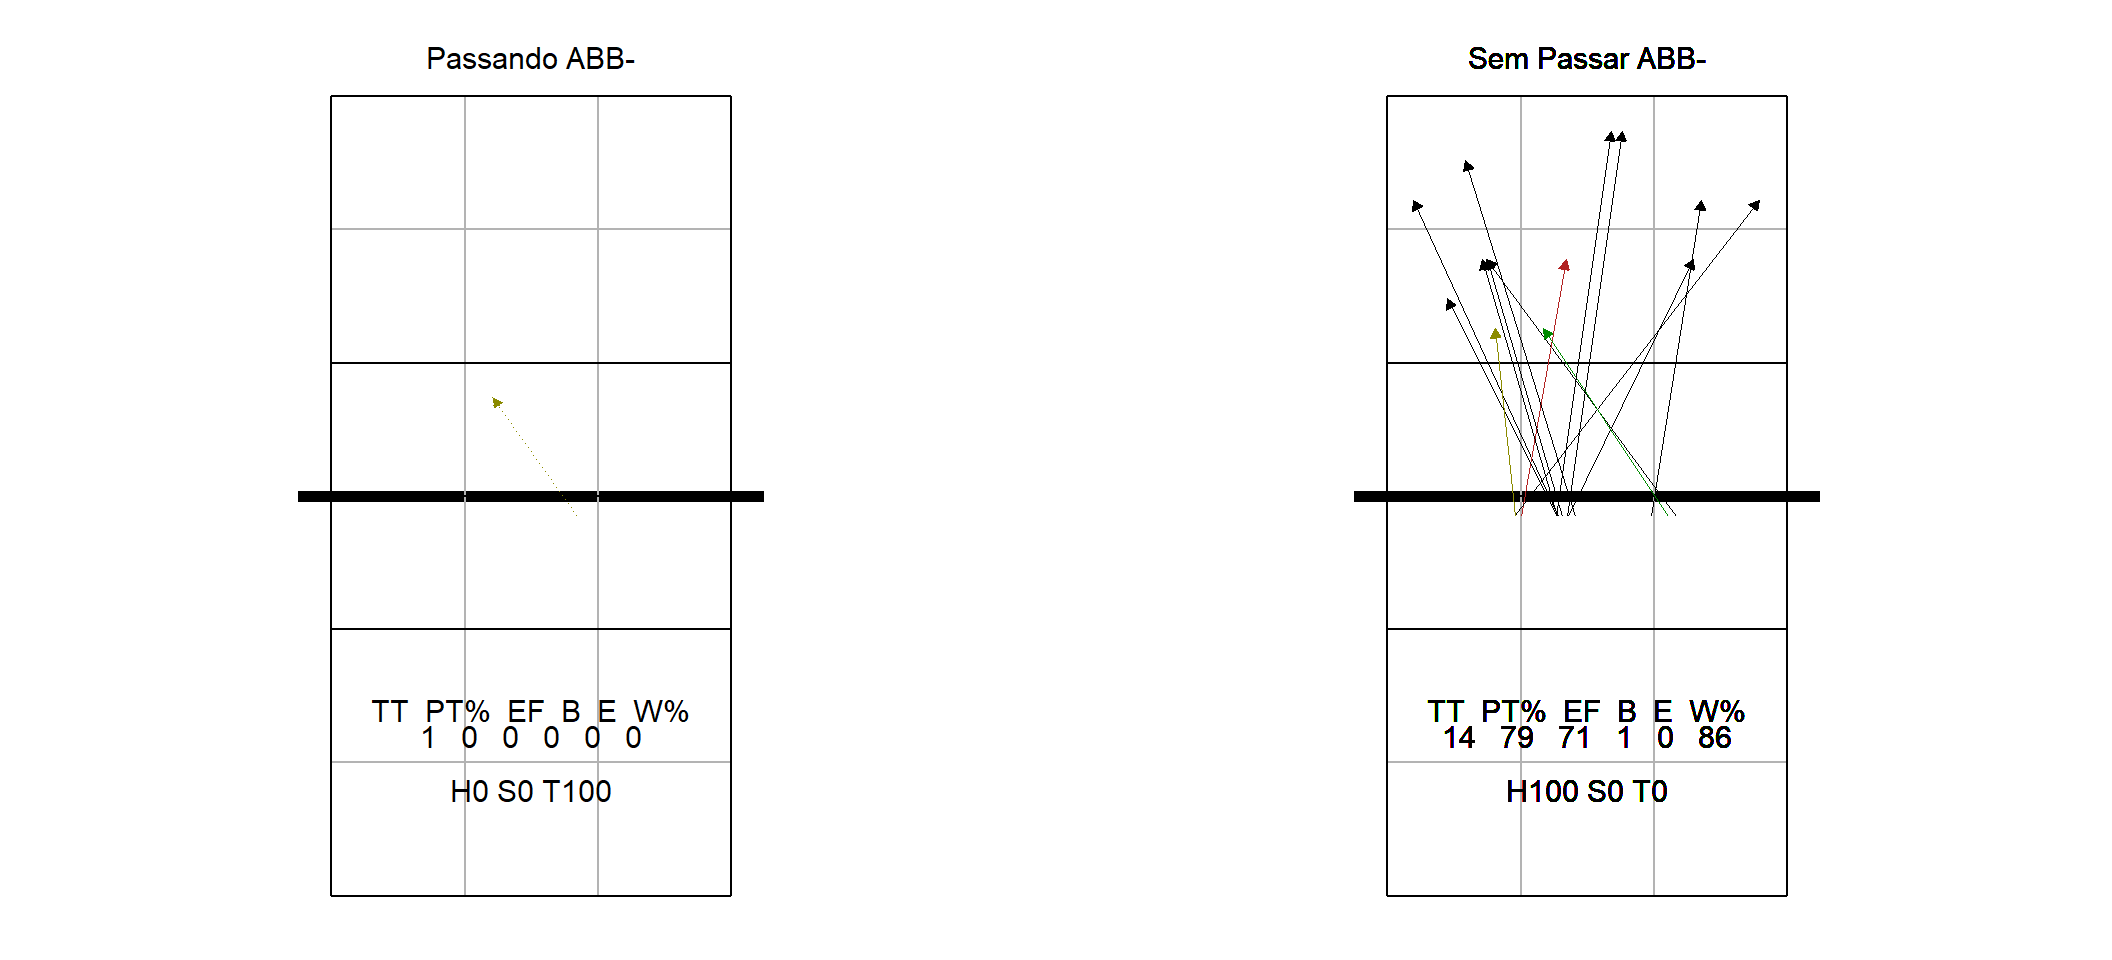 Passando ABB-
TT PT% EF B E W%
1 0 0 0 0 0
H0 S0 T100
Sem Passar ABB-
TT PT% EF B E W%
14 79 71 1 0 86
H100 S0 T0